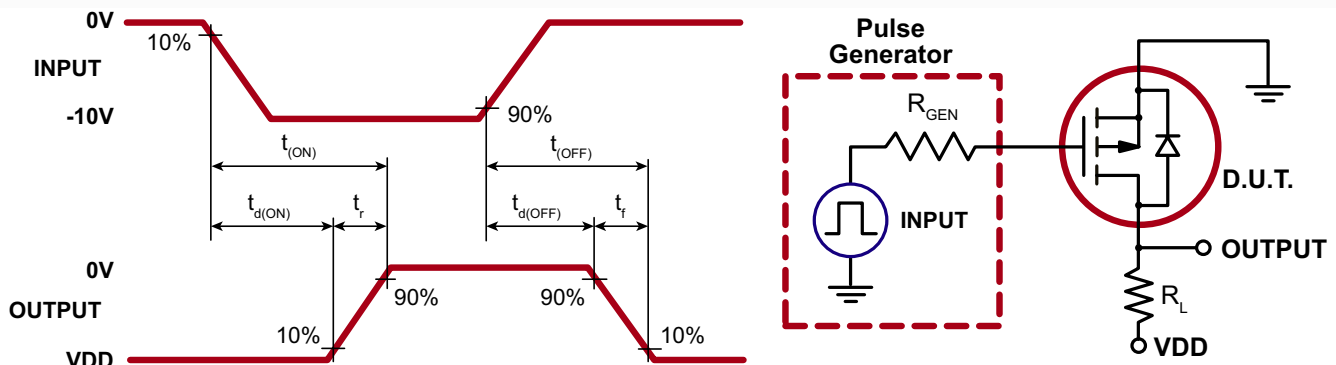 0V
10%
INPUT
-10V
90%
t(ON)
t(OFF)
td(ON)
tr
td(OFF)
tf
0V
90%
90%
OUTPUT
10%
10%
VDD
Pulse
Generator
RGEN
INPUT
D.U.T.
OUTPUT
RL
VDD